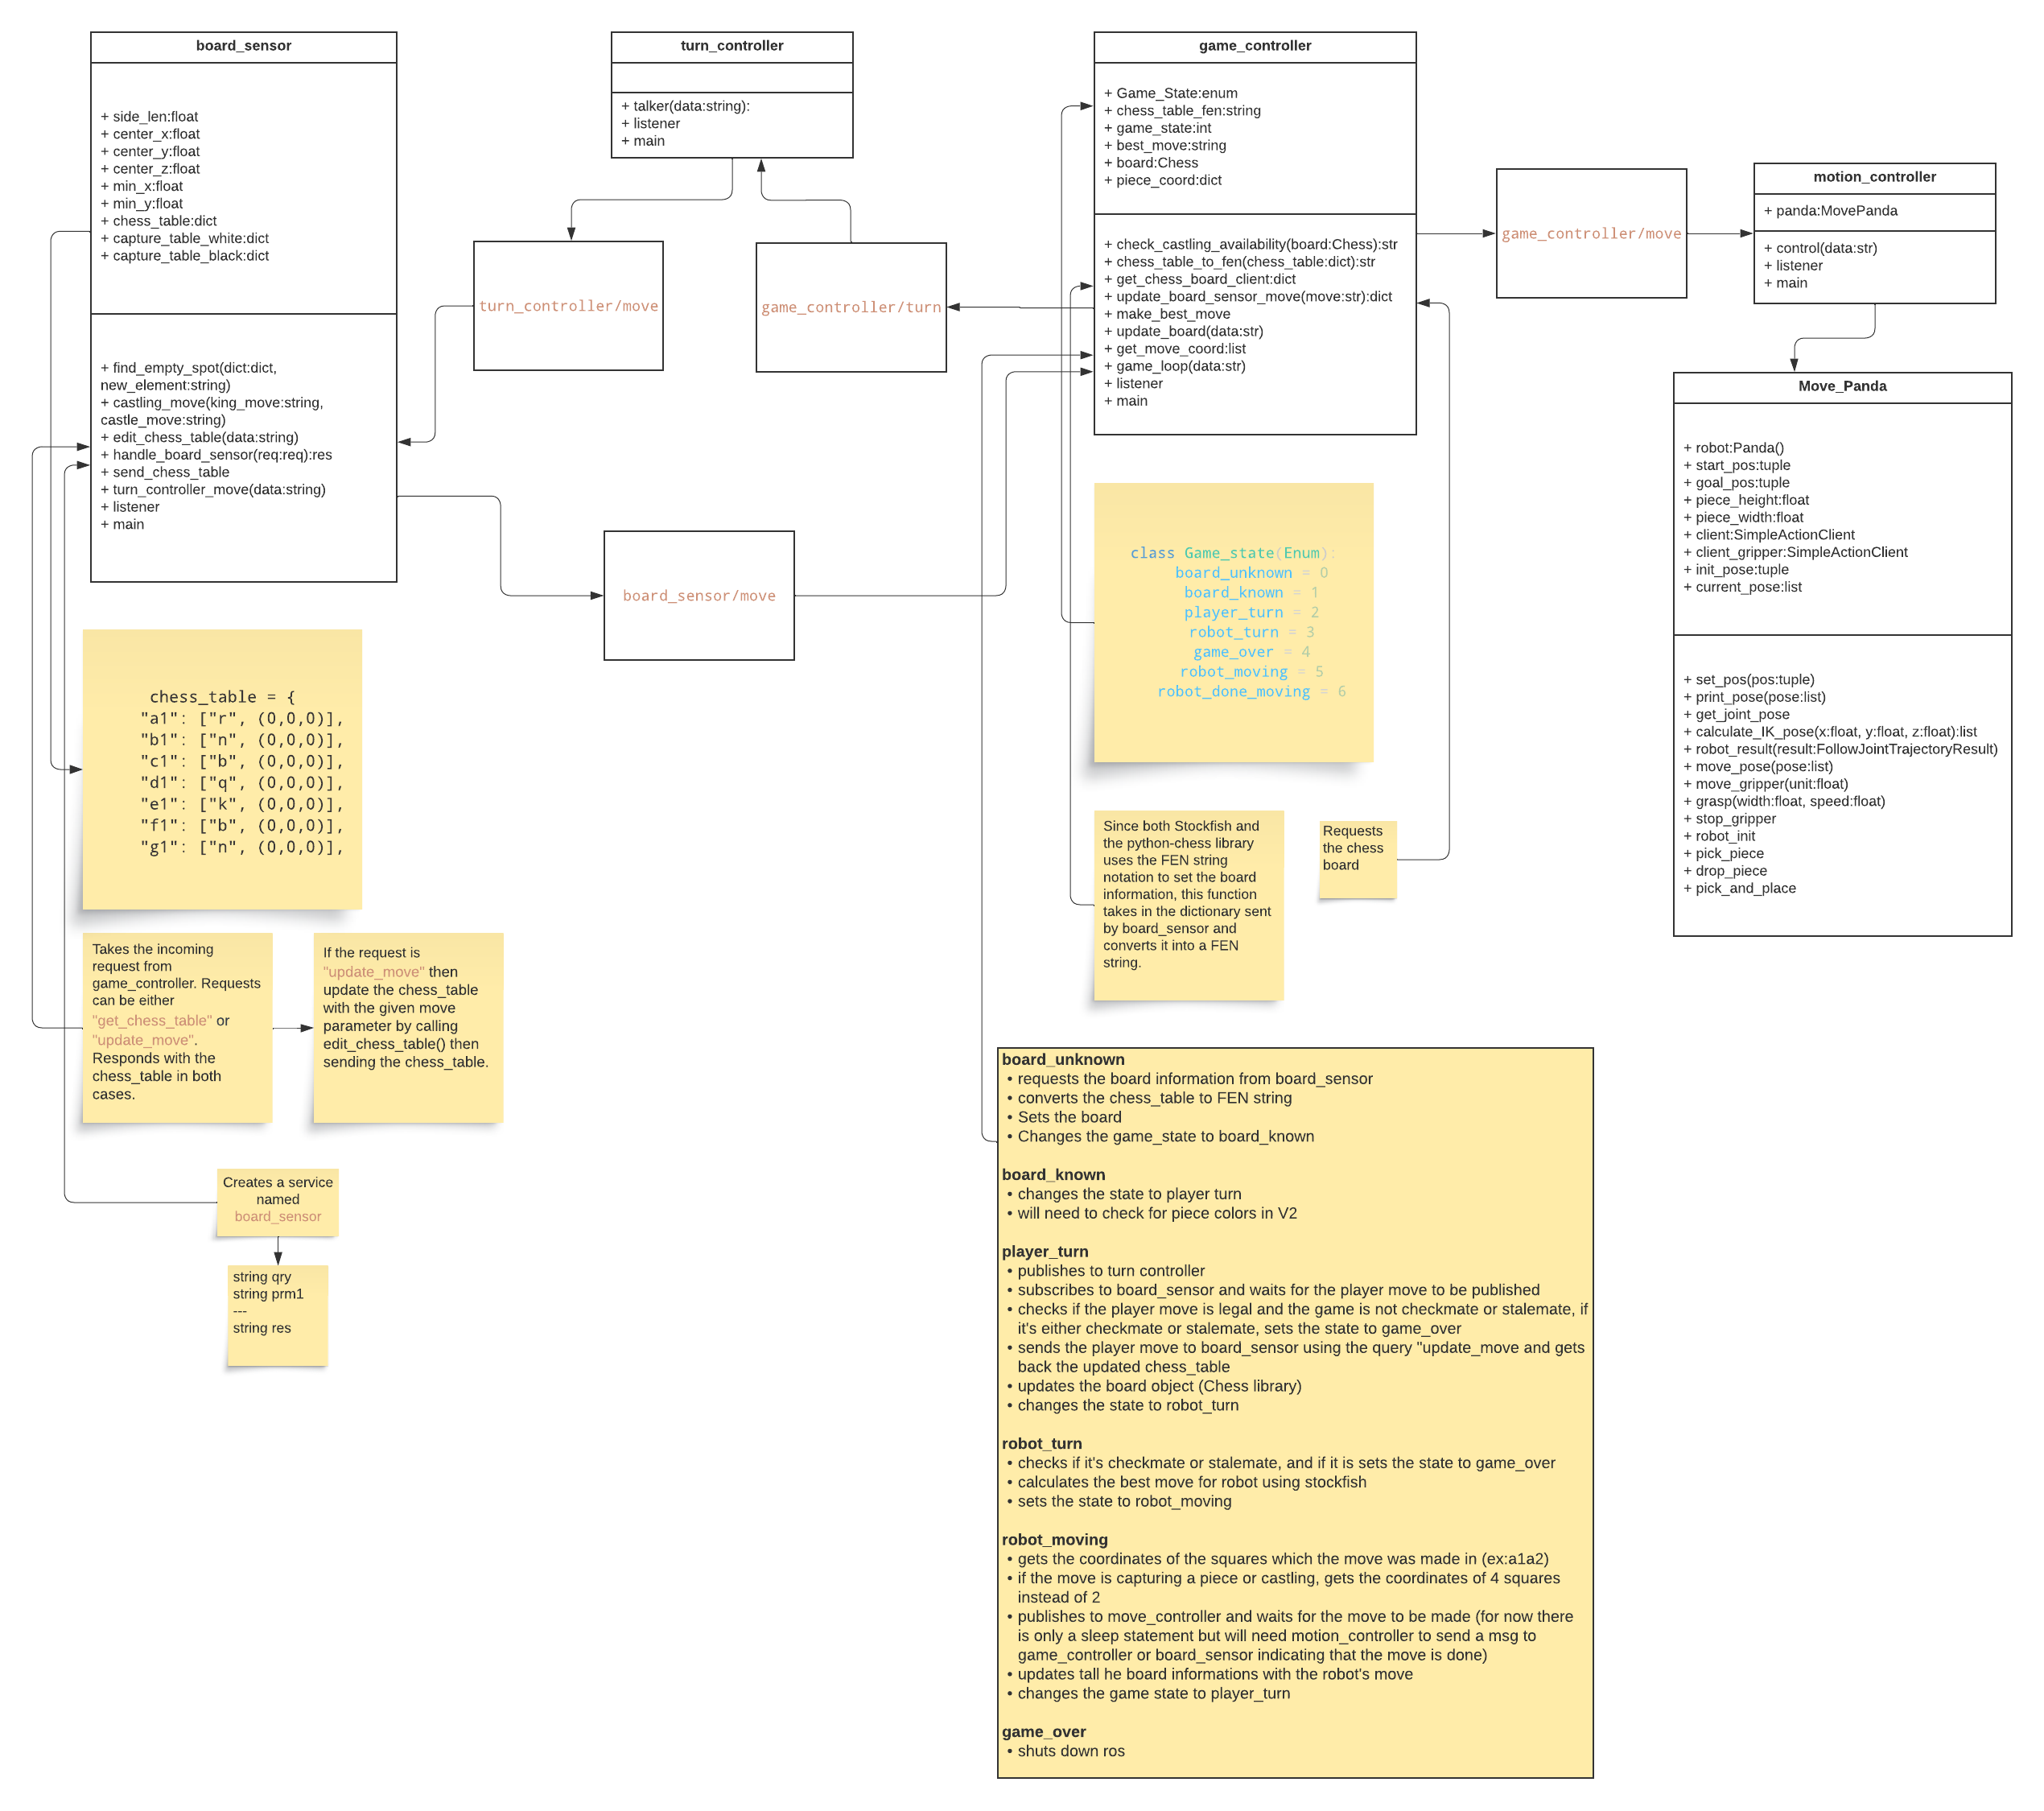 board_sensor
+ side_len:float
+ center_x:float
+ center_y:float
+ center_z:float
+ min_x:float
+ min_y:float
+ chess_table:dict
+ capture_table_white:dict
+ capture_table_black:dict
+ find_empty_spot(dict:dict,
new_element:string)
+ castling_move(king_move:string,
castle_move:string)
+ edit_chess_table(data:string)
+ handle_board_sensor(req:req):res
+ send_chess_table
+ turn_controller_move(data:string)
+ listener
+ main
turn_controller
+ talker(data:string):
+ listener
+ main
turn_controller/move
game_controller/turn
board_sensor/move
game_controller
+ Game_State:enum
+ chess_table_fen:string
+ game_state:int
+ best_move:string
+ board:Chess
+ piece_coord:dict
+ check_castling_availability(board:Chess):str
+ chess_table_to_fen(chess_table:dict):str
+ get_chess_board_client:dict
+ update_board_sensor_move(move:str):dict
+ make_best_move
+ update_board(data:str)
+ get_move_coord:list
+ game_loop(data:str)
+ listener
+ main
game_controller/move
motion_controller
+ panda:MovePanda
+ control(data:str)
+ listener
+ main
Move_Panda
+ robot:Panda()
+ start_pos:tuple
+ goal_pos:tuple
+ piece_height:float
+ piece_width:float
+ client:SimpleActionClient
+ client_gripper:SimpleActionClient
+ init_pose:tuple
+ current_pose:list
+ set_pos(pos:tuple)
+ print_pose(pose:list)
+ get_joint_pose
+ calculate_IK_pose(x:float, y:float, z:float):list
+ robot_result(result:FollowJointTrajectoryResult)
+ move_pose(pose:list)
+ move_gripper(unit:float)
+ grasp(width:float, speed:float)
+ stop_gripper
+ robot_init
+ pick_piece
+ drop_piece
+ pick_and_place
class Game_state(Enum):
board_unknown = 0
board_known = 1
player_turn = 2
robot_turn = 3
game_over = 4
robot_moving = 5
robot_done_moving = 6
chess_table = {
"a1": ["r", (0,0,0)],
"b1": ["n", (0,0,0)],
"c1": ["b", (0,0,0)],
"d1": ["q", (0,0,0)],
"e1": ["k", (0,0,0)],
"f1": ["b", (0,0,0)],
"g1": ["n", (0,0,0)],
Since both Stockfish and
the python-chess library
uses the FEN string
notation to set the board
information, this function
takes in the dictionary sent
by board_sensor and
converts it into a FEN
string.
Requests
the chess
board
Takes the incoming
request from
game_controller. Requests
can be either
"get_chess_table" or
"update_move".
Responds with the
chess_table in both
cases.
If the request is
"update_move" then
update the chess_table
with the given move
parameter by calling
edit_chess_table() then
sending the chess_table.
Creates a service
named
board_sensor
string qry
string prm1
---
string res
board_unknown
• requests the board information from board_sensor
• converts the chess_table to FEN string
• Sets the board
• Changes the game_state to board_known
board_known
• changes the state to player turn
• will need to check for piece colors in V2
player_turn
• publishes to turn controller
• subscribes to board_sensor and waits for the player move to be published
• checks if the player move is legal and the game is not checkmate or stalemate, if
it's either checkmate or stalemate, sets the state to game_over
• sends the player move to board_sensor using the query "update_move and gets
back the updated chess_table
• updates the board object (Chess library)
• changes the state to robot_turn
robot_turn
• checks if it's checkmate or stalemate, and if it is sets the state to game_over
• calculates the best move for robot using stockfish
• sets the state to robot_moving
robot_moving
• gets the coordinates of the squares which the move was made in (ex:a1a2)
• if the move is capturing a piece or castling, gets the coordinates of 4 squares
instead of 2
• publishes to move_controller and waits for the move to be made (for now there
is only a sleep statement but will need motion_controller to send a msg to
game_controller or board_sensor indicating that the move is done)
• updates tall he board informations with the robot's move
• changes the game state to player_turn
game_over
• shuts down ros